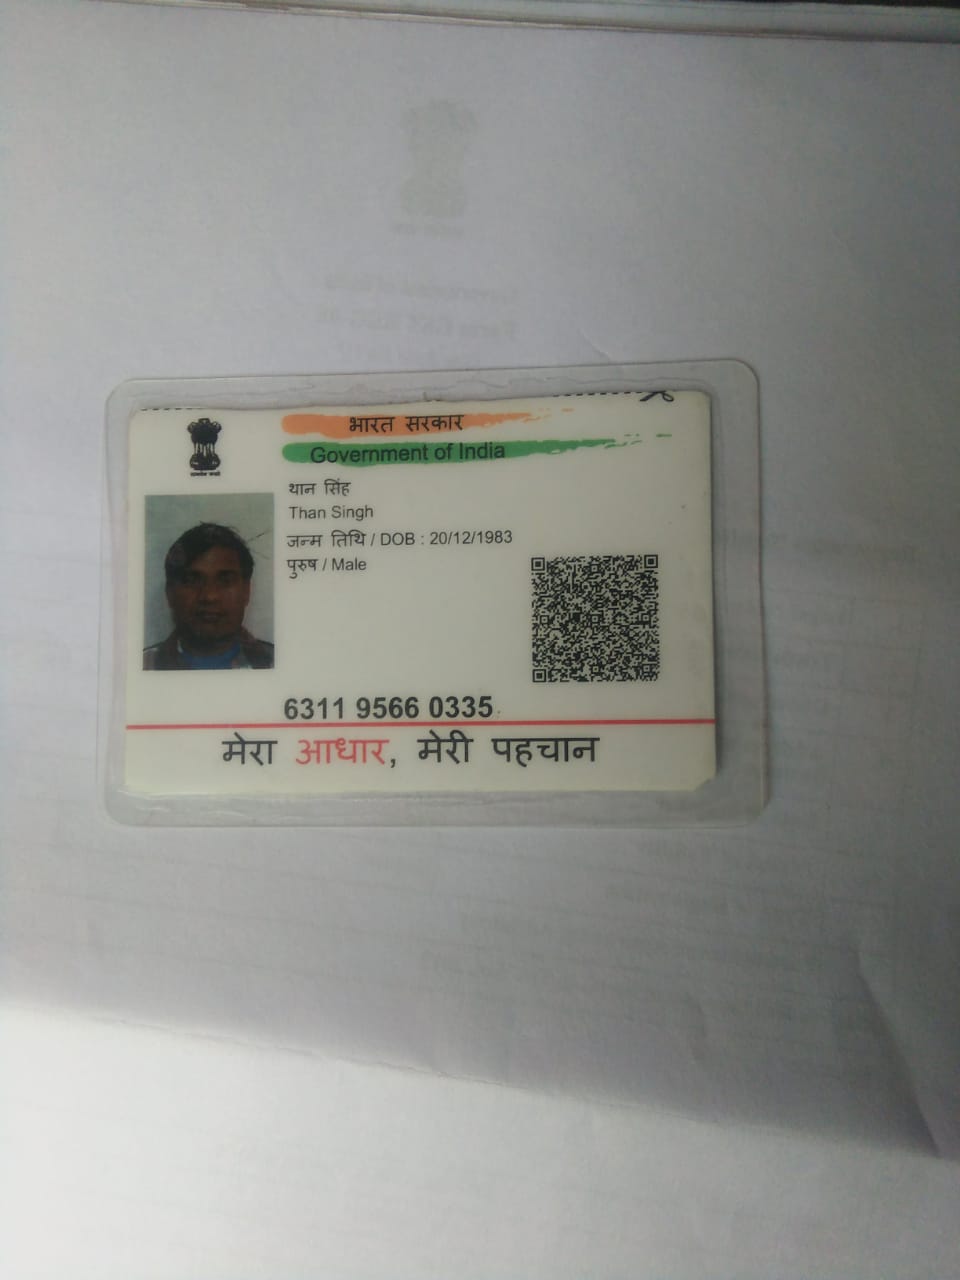 भारत सरकार
Government of India
थान सिंह
Than Singh
जन्म तिथि / DOB : 20/12/1983
पुरुष / Male
6311 9566 0335
मेरा आधार, मेरी पहचान